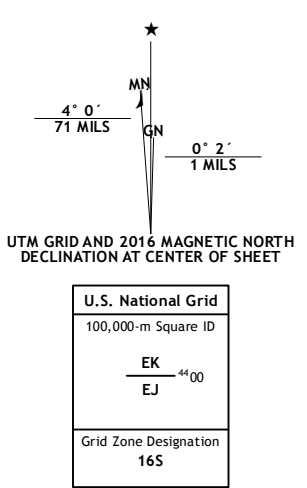 ★
MN
4° 0´
71 MILS
GN
0° 2´
1 MILS
UTM GRID AND 2016 MAGNETIC NORTH
DECLINATION AT CENTER OF SHEET
U.S. National Grid
100,000-m Square ID
EK
4400
EJ
Grid Zone Designation
16S